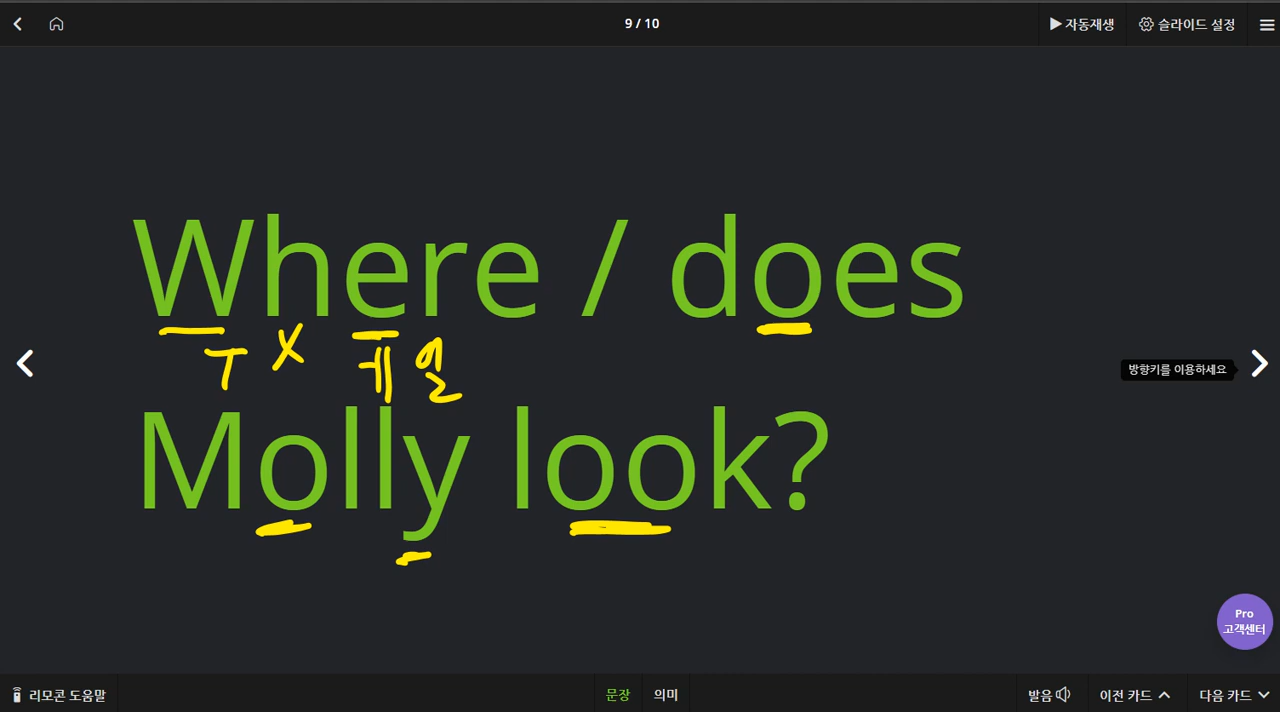 9 / 10
자동재생
슬라이드 설정
Where / does
ㅜ X ㅔ 얼
Molly look?
방향키를 이용하세요
Pro
고객센터
리모콘 도움말
문장
의미
발음
이전 카드
다음 카드